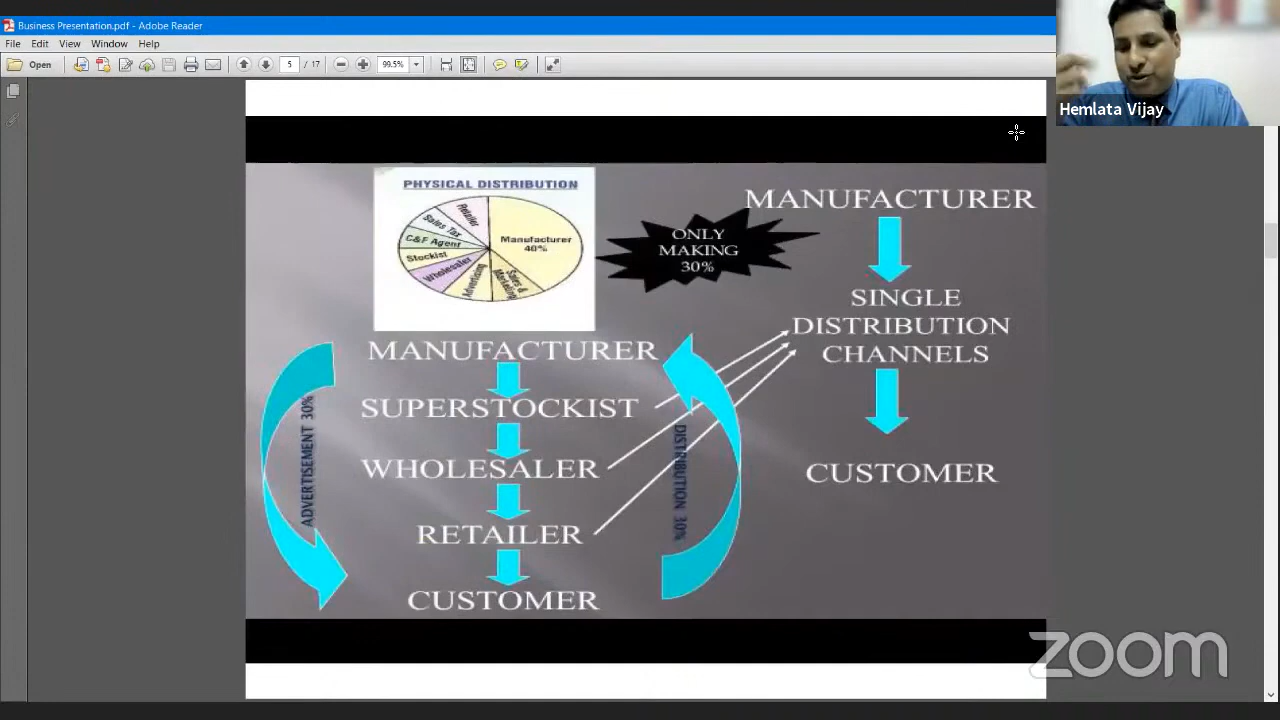 Business Presentation.pdf - Adobe Reader
File Edit View Window Help
Open 5 / 17 99.5%
Hemlata Vijay
PHYSICAL DISTRIBUTION
Retailer
Sales Tax
C&F Agent
Stockist
Wholesaler
Advertising
Sales & Marketing
Manufacturer
40%
ONLY
MAKING
30%
MANUFACTURER
SINGLE
DISTRIBUTION
CHANNELS
CUSTOMER
MANUFACTURER
SUPERSTOCKIST
WHOLESALER
RETAILER
CUSTOMER
ADVERTISEMENT 30%
DISTRIBUTION 30%
zoom